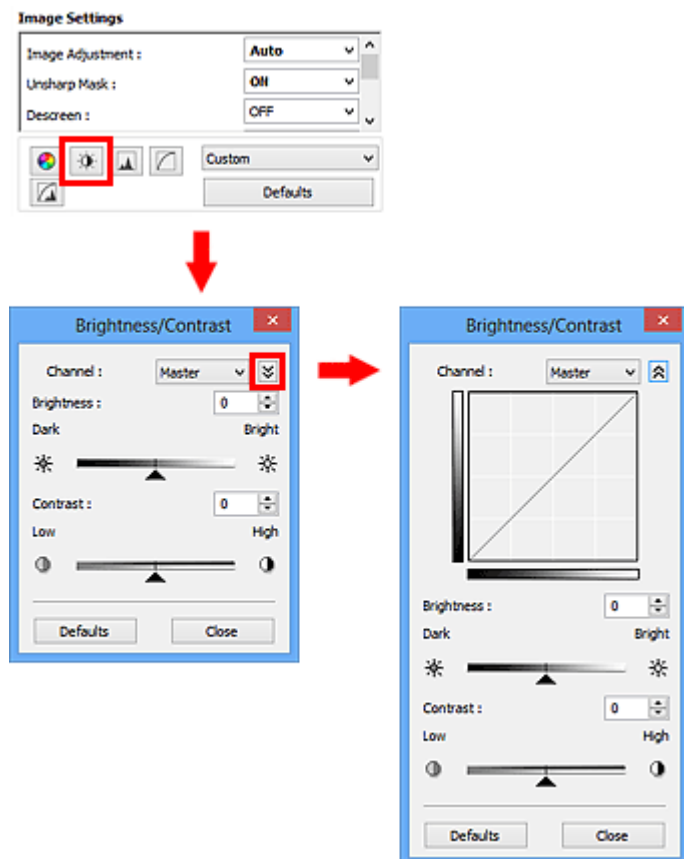 Image Settings
Image Adjustment : Auto
Unsharp Mask : ON
Descreen : OFF
Custom
Defaults
Brightness/Contrast
Channel : Master
Brightness : 0
Dark Bright
Contrast : 0
Low High
Defaults Close
Brightness/Contrast
Channel : Master
Brightness : 0
Dark Bright
Contrast : 0
Low High
Defaults Close